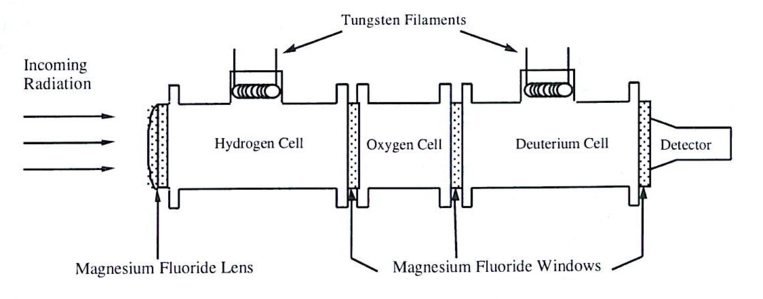 Tungsten Filaments
Incoming
Radiation
Hydrogen Cell
Oxygen Cell
Deuterium Cell
Detector
Magnesium Fluoride Lens
Magnesium Fluoride Windows